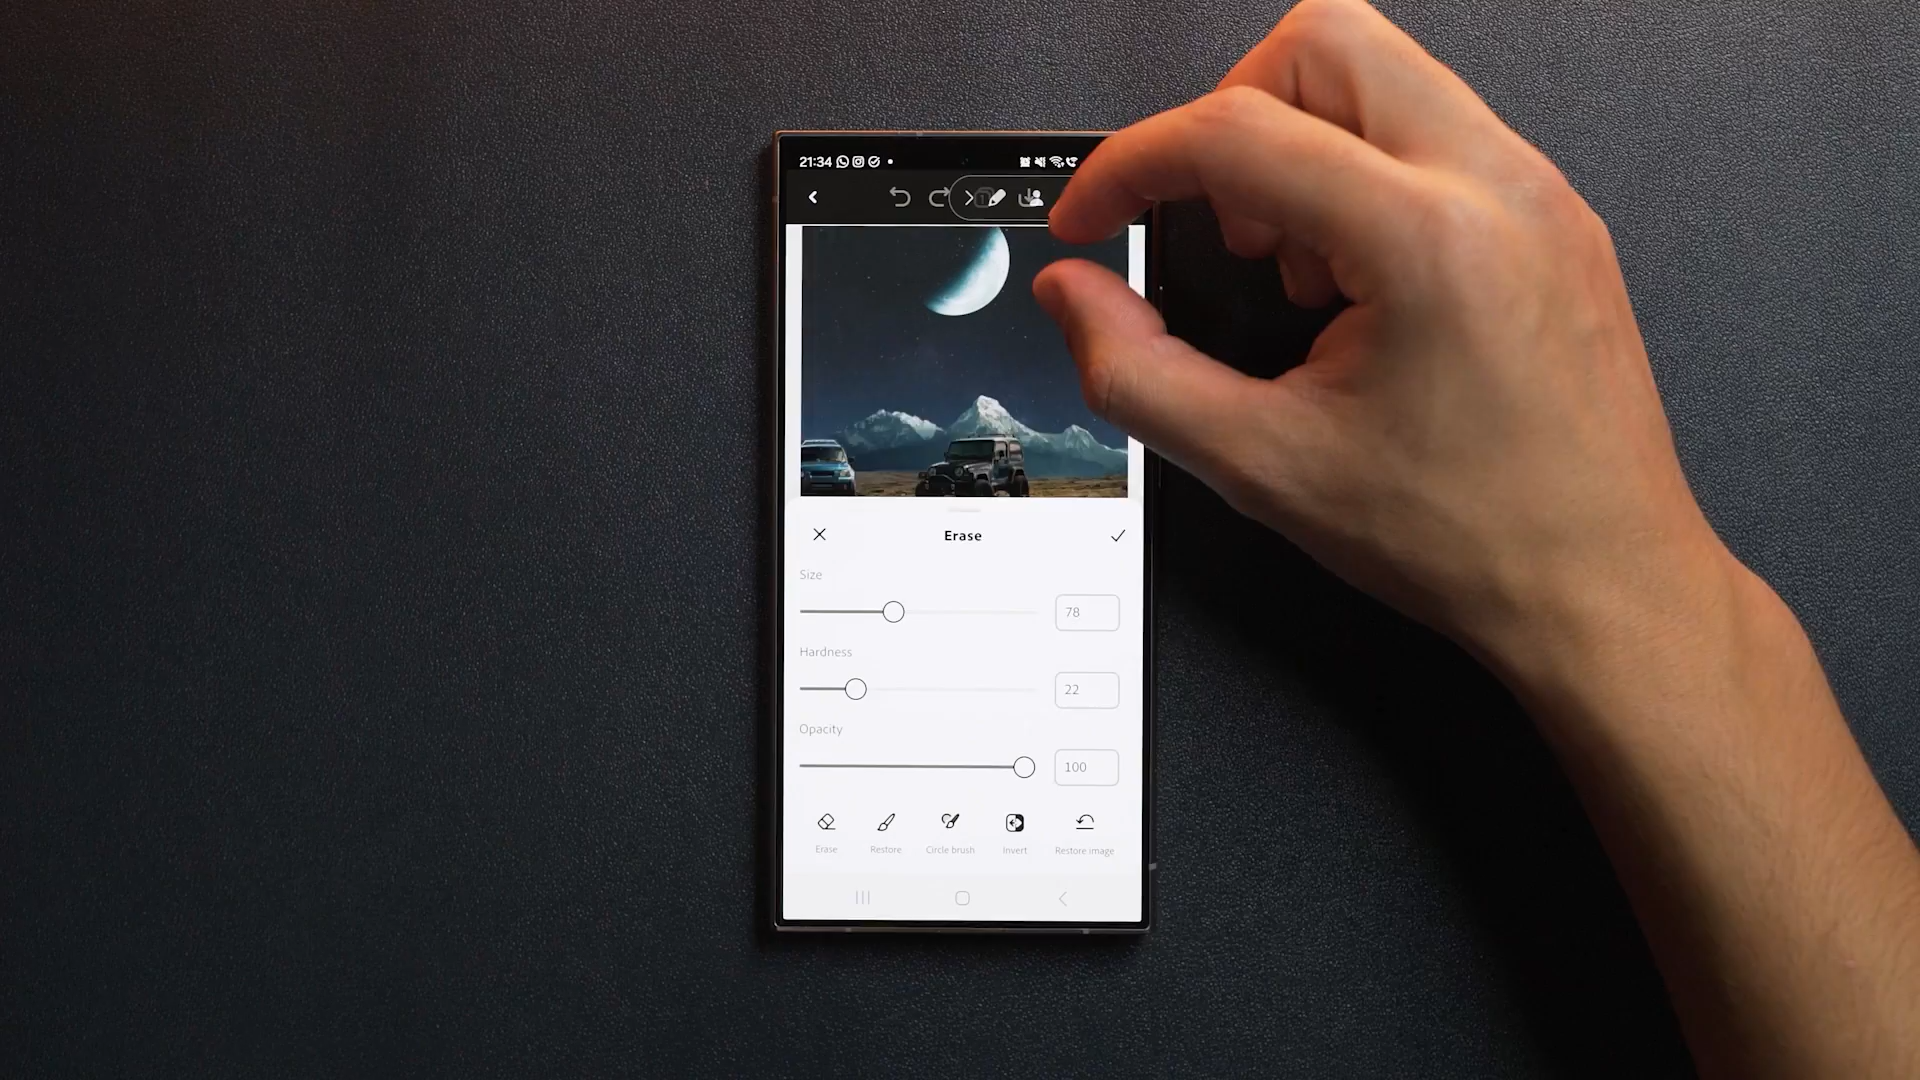 21:34
Erase
Size
78
Hardness
22
Opacity
100
Erase Restore Circle brush Invert Restore image